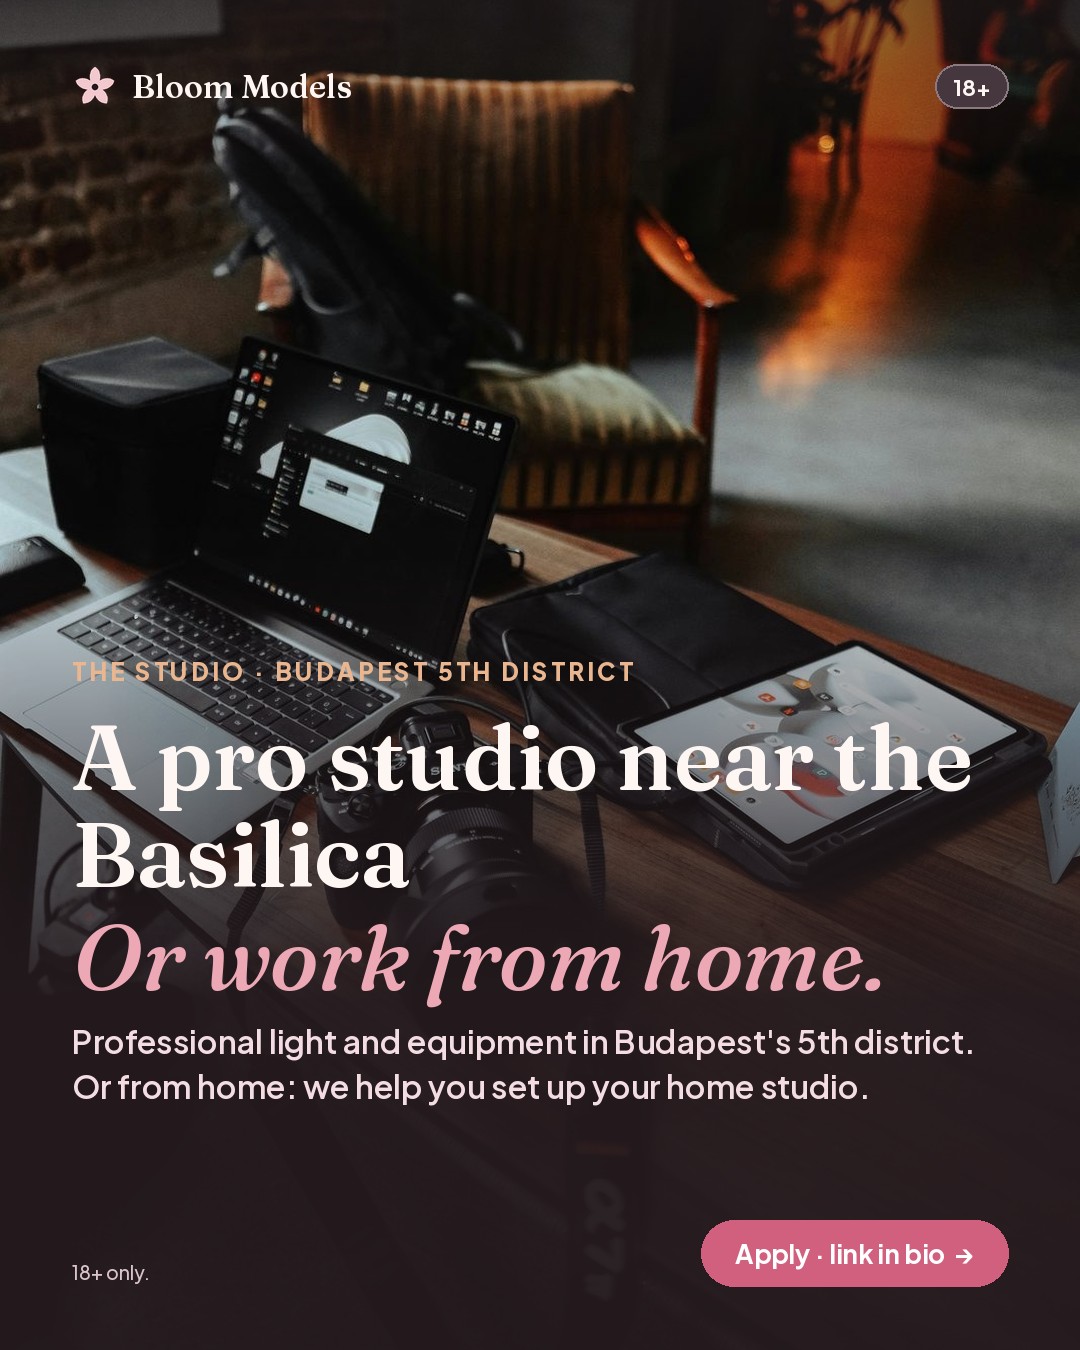 Bloom Models
18+
THE STUDIO · BUDAPEST 5TH DISTRICT
A pro studio near the
Basilica
Or work from home.
Professional light and equipment in Budapest's 5th district.
Or from home: we help you set up your home studio.
α7
18+ only.
Apply · link in bio →